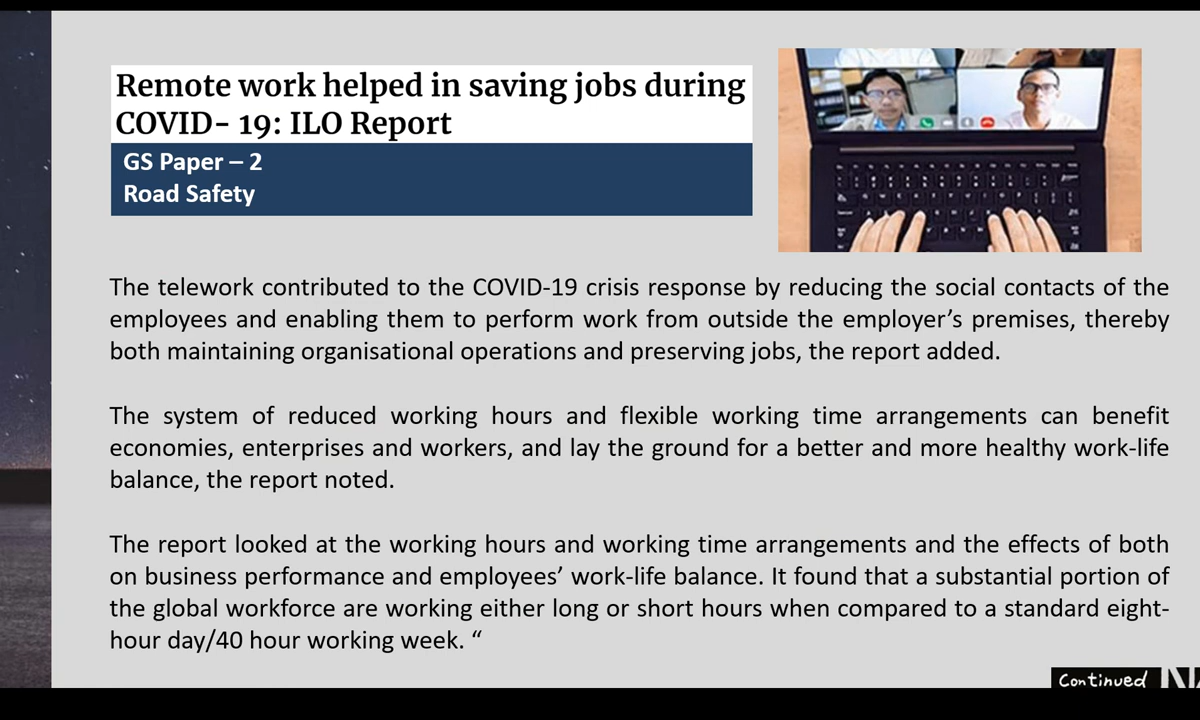 Remote work helped in saving jobs during
COVID- 19: ILO Report
GS Paper – 2
Road Safety
The telework contributed to the COVID-19 crisis response by reducing the social contacts of the
employees and enabling them to perform work from outside the employer’s premises, thereby
both maintaining organisational operations and preserving jobs, the report added.
The system of reduced working hours and flexible working time arrangements can benefit
economies, enterprises and workers, and lay the ground for a better and more healthy work-life
balance, the report noted.
The report looked at the working hours and working time arrangements and the effects of both
on business performance and employees’ work-life balance. It found that a substantial portion of
the global workforce are working either long or short hours when compared to a standard eight-
hour day/40 hour working week. “
Continued